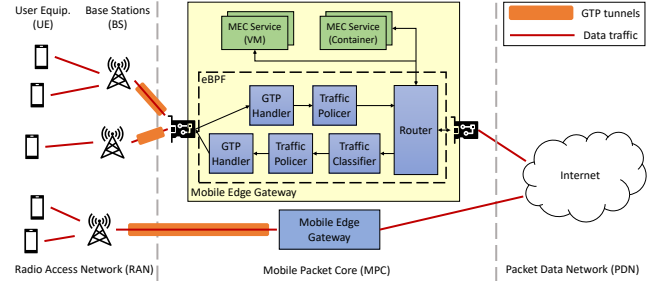 User Equip.
(UE)
Base Stations
(BS)
MEC Service
(VM)
MEC Service
(Container)
GTP tunnels
Data traffic
eBPF
GTP
Handler
Traffic
Policer
Router
GTP
Handler
Traffic
Policer
Traffic
Classifier
Mobile Edge Gateway
Internet
Mobile Edge
Gateway
Radio Access Network (RAN)
Mobile Packet Core (MPC)
Packet Data Network (PDN)